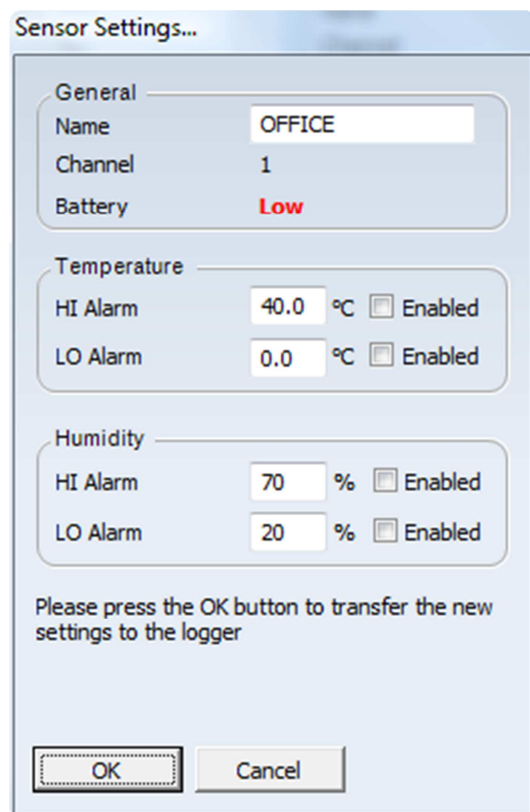 Sensor Settings...
General
Name OFFICE
Channel 1
Battery Low
Temperature
HI Alarm 40.0 °C Enabled
LO Alarm 0.0 °C Enabled
Humidity
HI Alarm 70 % Enabled
LO Alarm 20 % Enabled
Please press the OK button to transfer the new
settings to the logger
OK Cancel